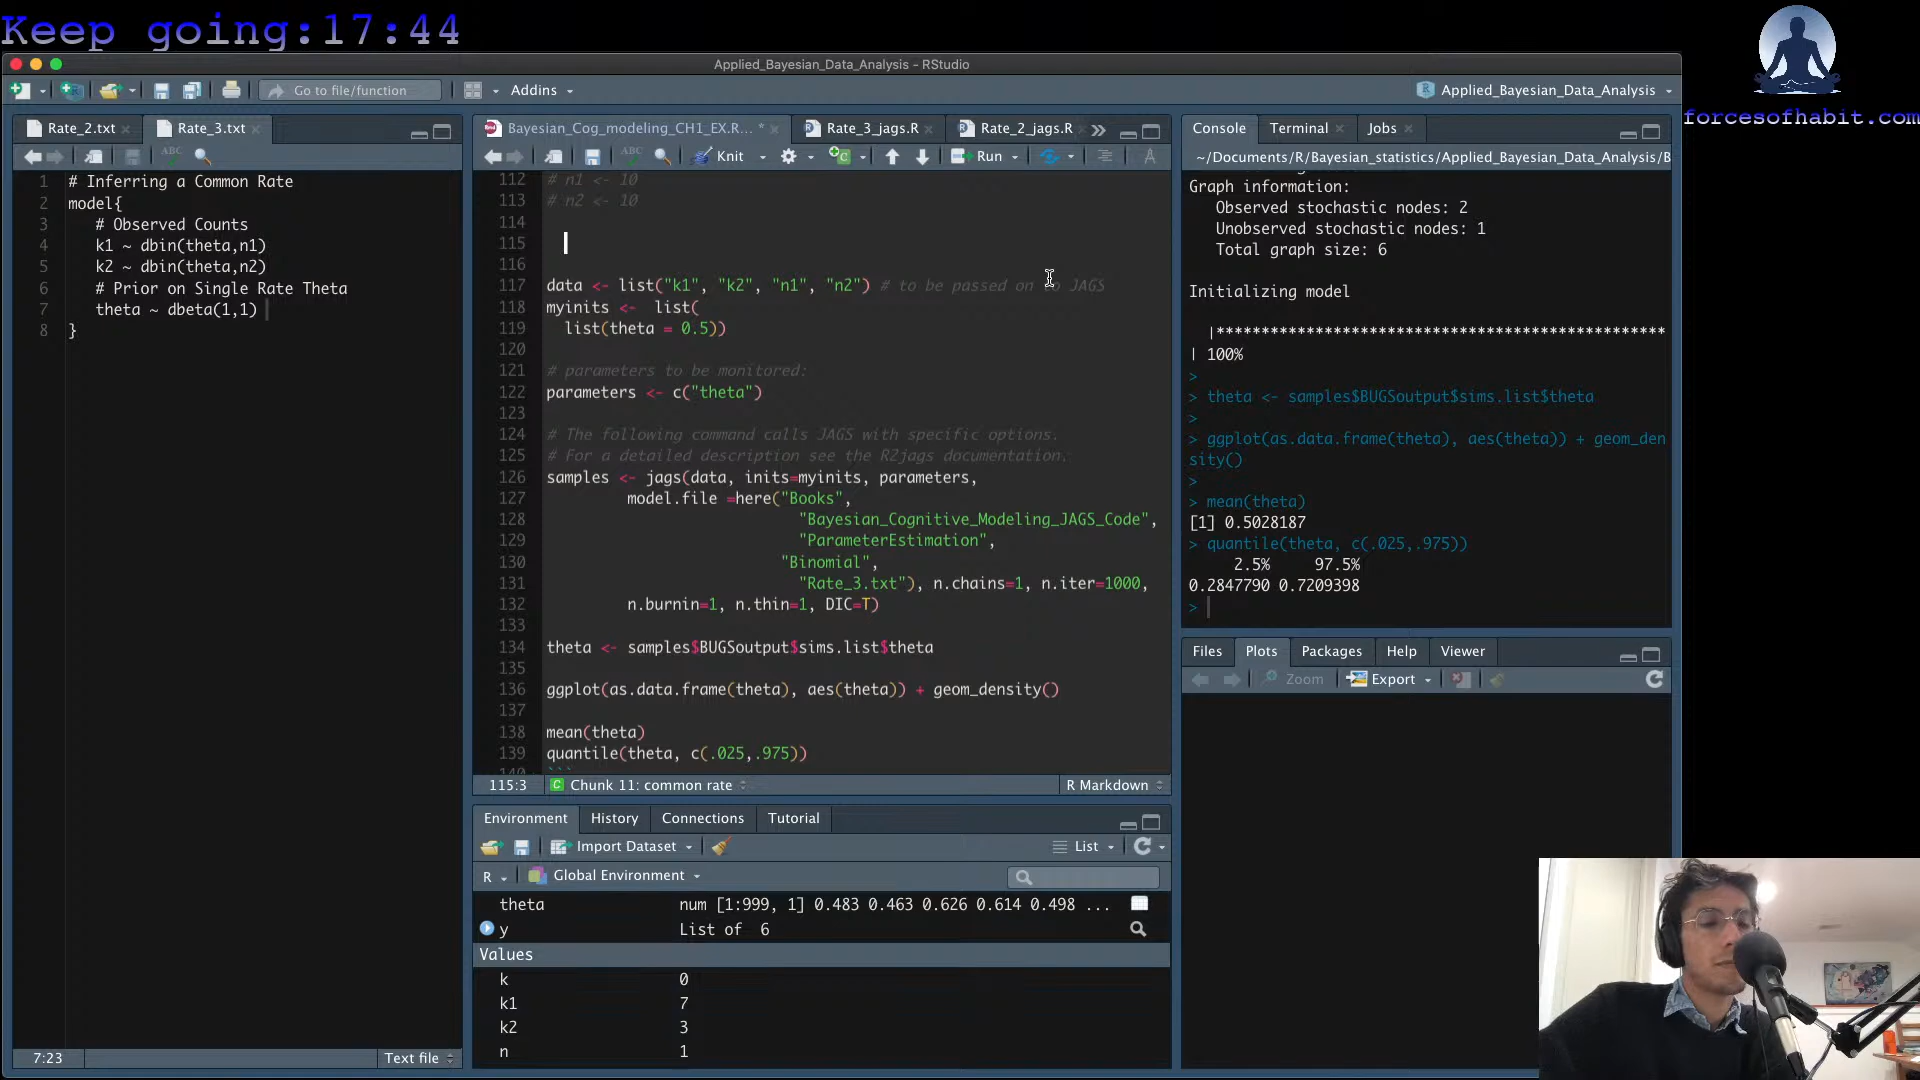 Keep going:17:44
forcesofhabit.com
Applied_Bayesian_Data_Analysis - RStudio
Go to file/function
Addins
Applied_Bayesian_Data_Analysis
Rate_2.txt
Rate_3.txt
1 # Inferring a Common Rate
2 model{
3 # Observed Counts
4 k1 ~ dbin(theta,n1)
5 k2 ~ dbin(theta,n2)
6 # Prior on Single Rate Theta
7 theta ~ dbeta(1,1)
8 }
7:23
Text file
Bayesian_Cog_modeling_CH1_EX.R... *
Rate_3_jags.R
Rate_2_jags.R
Knit
Run
112 # n1 <- 10
113 # n2 <- 10
114
115
116
117 data <- list("k1", "k2", "n1", "n2") # to be passed on to JAGS
118 myinits <- list(
119 list(theta = 0.5))
120
121 # parameters to be monitored:
122 parameters <- c("theta")
123
124 # The following command calls JAGS with specific options.
125 # For a detailed description see the R2jags documentation.
126 samples <- jags(data, inits=myinits, parameters,
127 model.file =here("Books",
128 "Bayesian_Cognitive_Modeling_JAGS_Code",
129 "ParameterEstimation",
130 "Binomial",
131 "Rate_3.txt"), n.chains=1, n.iter=1000,
132 n.burnin=1, n.thin=1, DIC=T)
133
134 theta <- samples$BUGSoutput$sims.list$theta
135
136 ggplot(as.data.frame(theta), aes(theta)) + geom_density()
137
138 mean(theta)
139 quantile(theta, c(.025,.975))
140 ```
115:3
Chunk 11: common rate
R Markdown
Environment
History
Connections
Tutorial
Import Dataset
List
R
Global Environment
theta num [1:999, 1] 0.483 0.463 0.626 0.614 0.498 ...
y List of 6
Values
k 0
k1 7
k2 3
n 1
Console
Terminal
Jobs
~/Documents/R/Bayesian_statistics/Applied_Bayesian_Data_Analysis/B
Graph information:
Observed stochastic nodes: 2
Unobserved stochastic nodes: 1
Total graph size: 6
Initializing model
|**************************************************
| 100%
>
> theta <- samples$BUGSoutput$sims.list$theta
>
> ggplot(as.data.frame(theta), aes(theta)) + geom_den
sity()
>
> mean(theta)
[1] 0.5028187
> quantile(theta, c(.025,.975))
2.5% 97.5%
0.2847790 0.7209398
>
Files
Plots
Packages
Help
Viewer
Zoom
Export